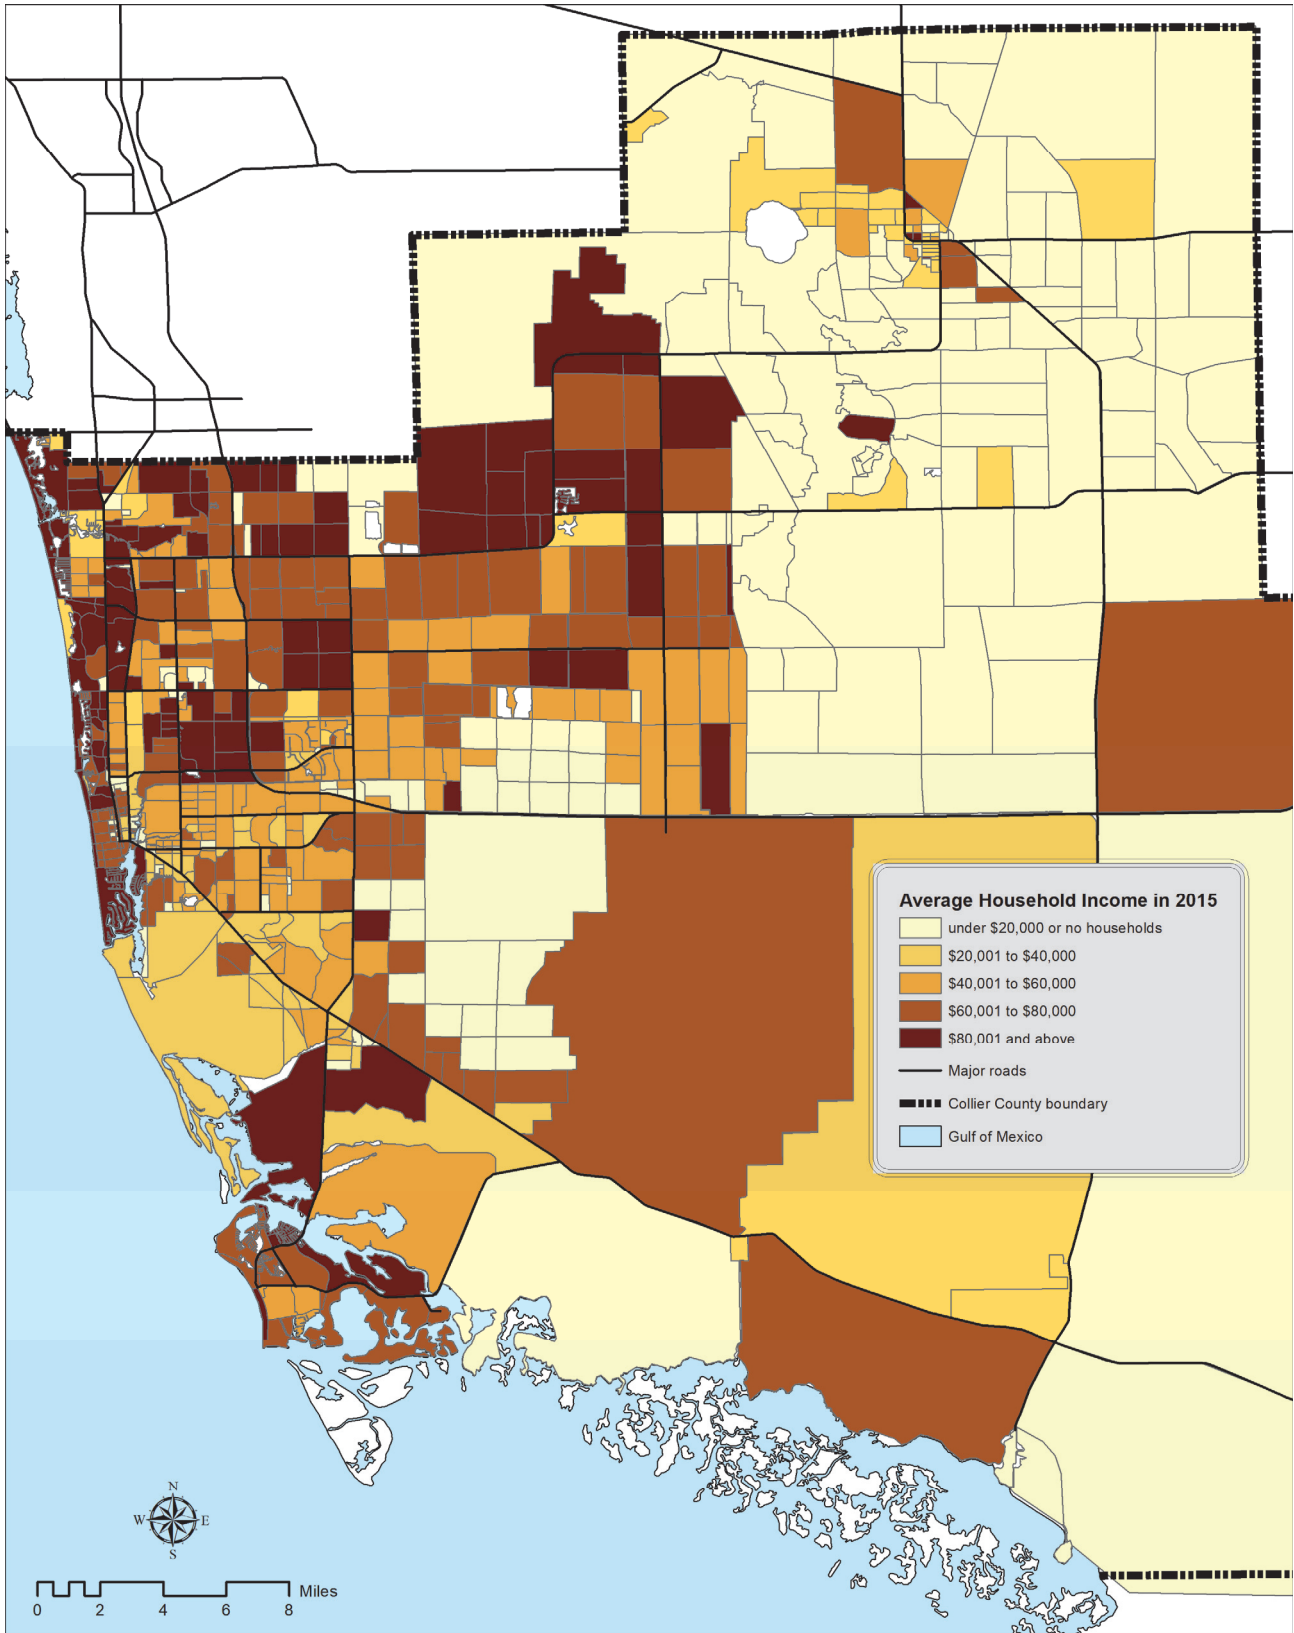 Average Household Income in 2015
under $20,000 or no households
$20,001 to $40,000
$40,001 to $60,000
$60,001 to $80,000
$80,001 and above
Major roads
Collier County boundary
Gulf of Mexico
N
W E
S
Miles
0 2 4 6 8